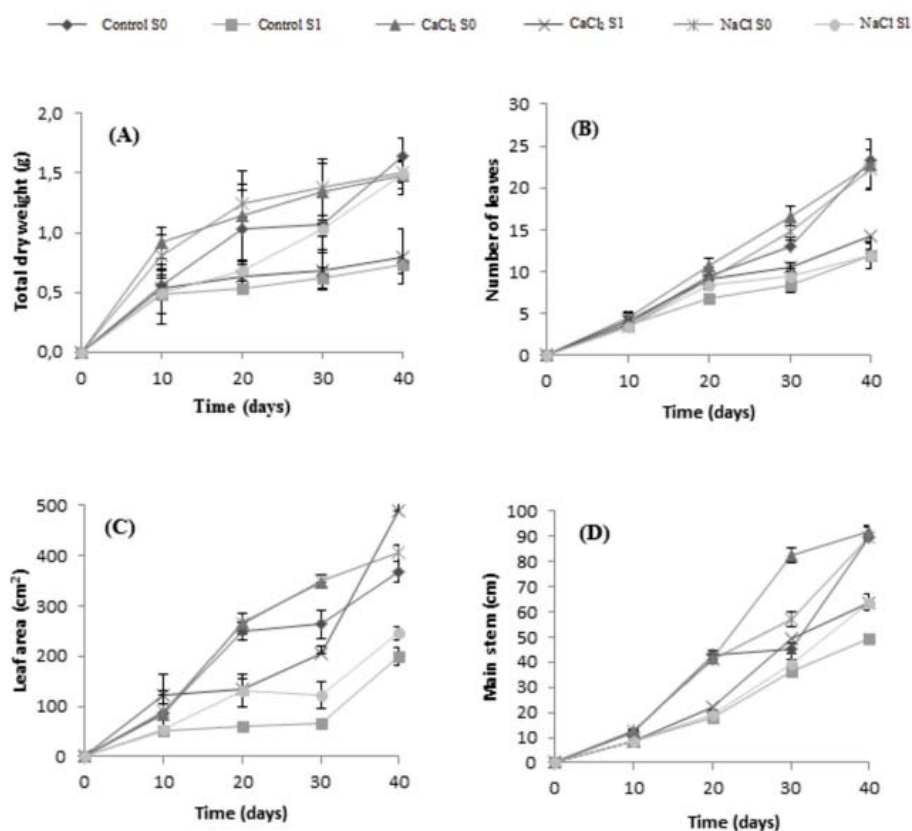 Control S0 Control S1 CaCl₂ S0 CaCl₂ S1 NaCl S0 NaCl S1
(A)
Total dry weight (g)
2,0
1,5
1,0
0,5
0,0
0 10 20 30 40
Time (days)
(B)
Number of leaves
30
25
20
15
10
5
0
0 10 20 30 40
Time (days)
(C)
Leaf area (cm²)
500
400
300
200
100
0
0 10 20 30 40
Time (days)
(D)
Main stem (cm)
100
90
80
70
60
50
40
30
20
10
0
0 10 20 30 40
Time (days)